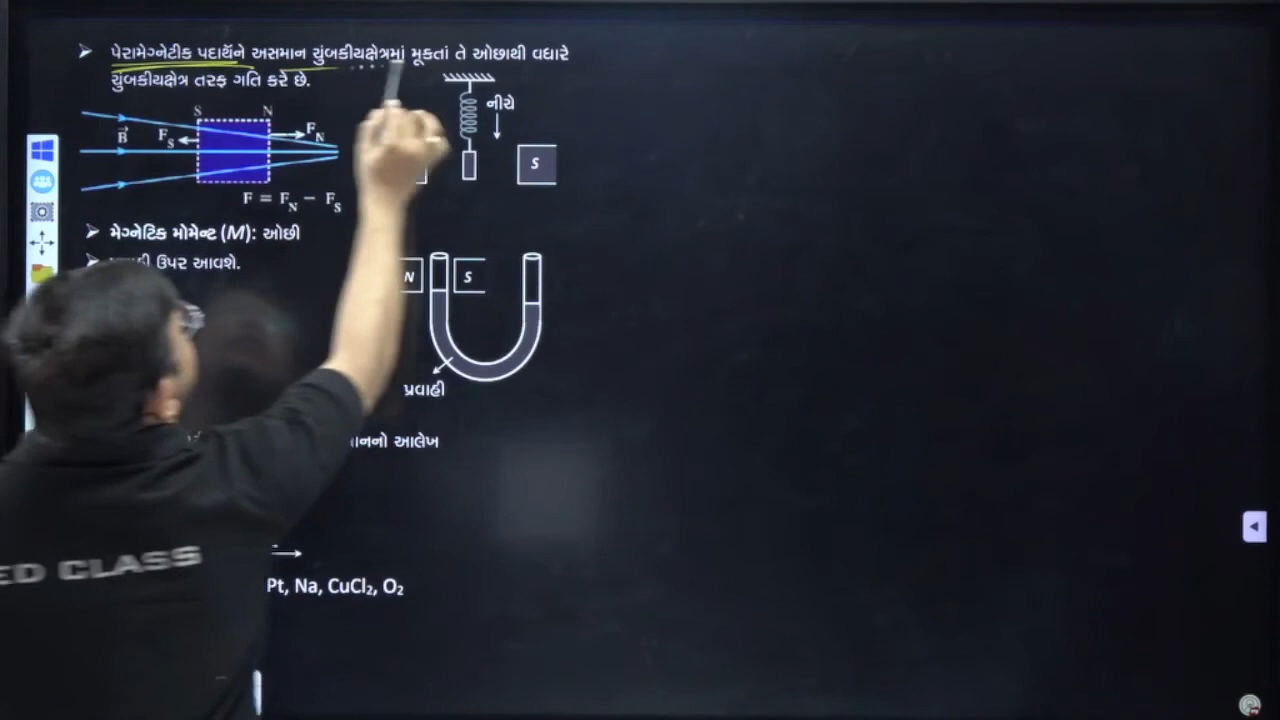 ➤ પેરામેગ્નેટીક પદાર્થને અસમાન ચુંબકીયક્ષેત્રમાં મૂકતાં તે ઓછાથી વધારે
ચુંબકીયક્ષેત્ર તરફ ગતિ કરે છે.
S N
B F_S F_N
નીચે
S
F = F_N − F_S
➤ મેગ્નેટિક મોમેન્ટ (M): ઓછી
ઉપર આવશે.
N S
પ્રવાહી
આલેખ
Pt, Na, CuCl₂, O₂
ED CLASS